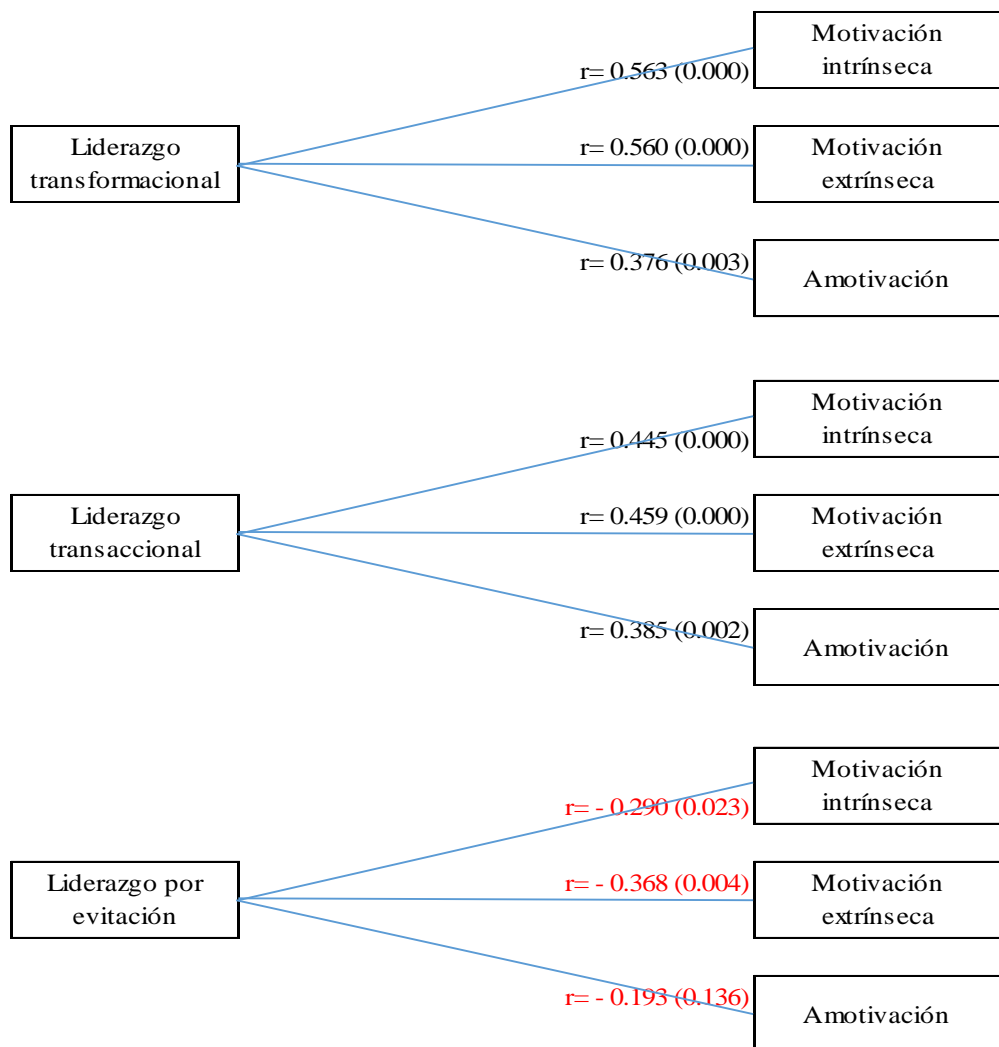 Motivación
intrínseca
r= 0.563 (0.000)
Liderazgo
transformacional
r= 0.560 (0.000)
Motivación
extrínseca
r= 0.376 (0.003)
Amotivación
Motivación
intrínseca
r= 0.445 (0.000)
Liderazgo
transaccional
r= 0.459 (0.000)
Motivación
extrínseca
r= 0.385 (0.002)
Amotivación
Motivación
intrínseca
r= - 0.290 (0.023)
Liderazgo por
evitación
r= - 0.368 (0.004)
Motivación
extrínseca
r= - 0.193 (0.136)
Amotivación